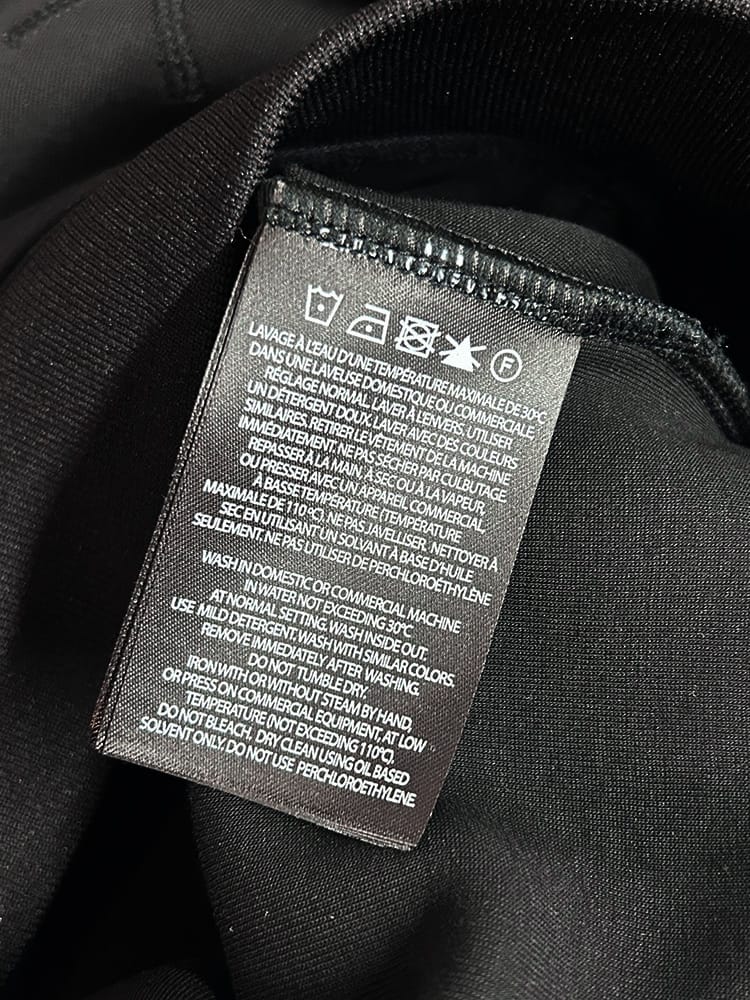 F
LAVAGE À L'EAU D'UNE TEMPÉRATURE MAXIMALE DE 30ºC
DANS UNE LAVEUSE DOMESTIQUE OU COMMERCIALE
RÉGLAGE NORMAL. LAVER À L'ENVERS. UTILISER
UN DÉTERGENT DOUX. LAVER AVEC DES COULEURS
SIMILAIRES. RETIRER LE VÊTEMENT DE LA MACHINE
IMMÉDIATEMENT. NE PAS SÉCHER PAR CULBUTAGE
REPASSER À LA MAIN, À SEC OU À LA VAPEUR,
OU PRESSER AVEC UN APPAREIL COMMERCIAL
À BASSE TEMPÉRATURE (TEMPÉRATURE
MAXIMALE DE 110ºC). NE PAS JAVELLISER. NETTOYER À
SEC EN UTILISANT UN SOLVANT À BASE D'HUILE
SEULEMENT. NE PAS UTILISER DE PERCHLOROÉTHYLÈNE
WASH IN DOMESTIC OR COMMERCIAL MACHINE
IN WATER NOT EXCEEDING 30ºC
AT NORMAL SETTING. WASH INSIDE OUT.
USE MILD DETERGENT. WASH WITH SIMILAR COLORS.
REMOVE IMMEDIATELY AFTER WASHING.
DO NOT TUMBLE DRY.
IRON WITH OR WITHOUT STEAM BY HAND,
OR PRESS ON COMMERCIAL EQUIPMENT, AT LOW
TEMPERATURE (NOT EXCEEDING 110ºC),
DO NOT BLEACH. DRY CLEAN USING OIL BASED
SOLVENT ONLY. DO NOT USE PERCHLOROETHYLENE.